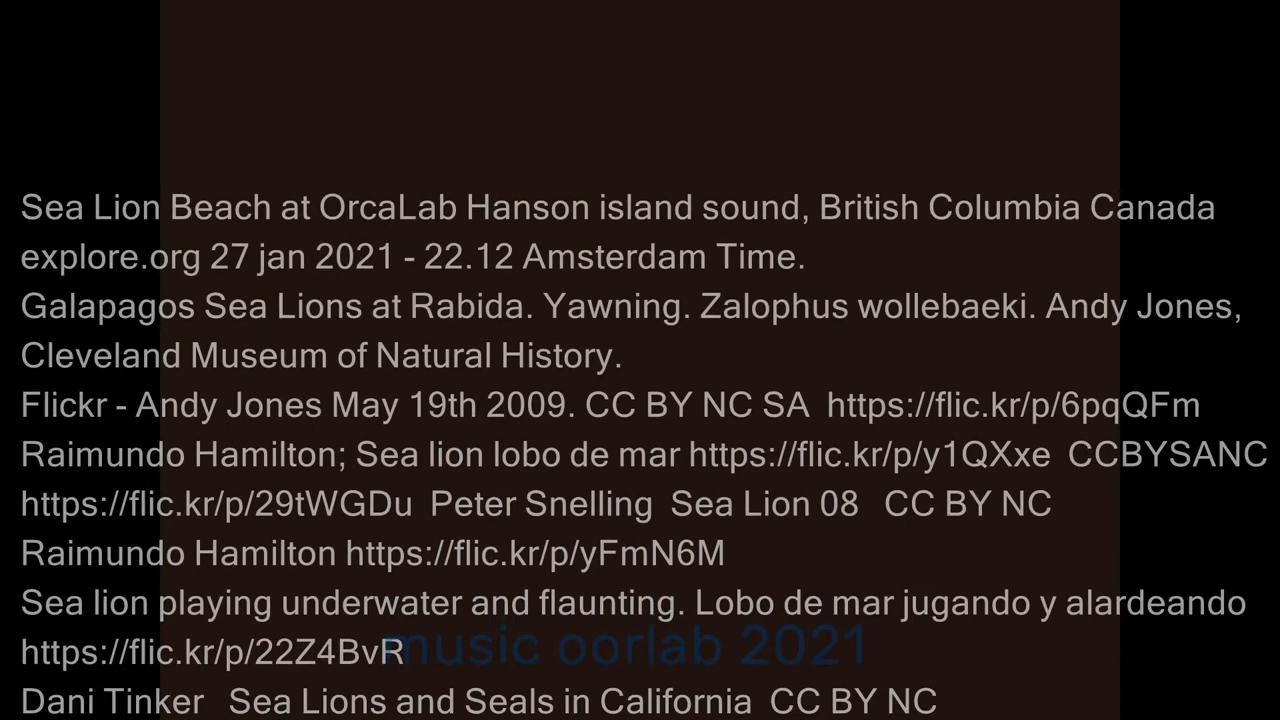 Sea Lion Beach at OrcaLab Hanson island sound, British Columbia Canada
explore.org 27 jan 2021 - 22.12 Amsterdam Time.
Galapagos Sea Lions at Rabida. Yawning. Zalophus wollebaeki. Andy Jones,
Cleveland Museum of Natural History.
Flickr - Andy Jones May 19th 2009. CC BY NC SA  https://flic.kr/p/6pqQFm
Raimundo Hamilton; Sea lion lobo de mar https://flic.kr/p/y1QXxe  CCBYSANC
https://flic.kr/p/29tWGDu  Peter Snelling  Sea Lion 08   CC BY NC
Raimundo Hamilton https://flic.kr/p/yFmN6M
Sea lion playing underwater and flaunting. Lobo de mar jugando y alardeando
https://flic.kr/p/22Z4BvR
music oorlab 2021
Dani Tinker   Sea Lions and Seals in California  CC BY NC